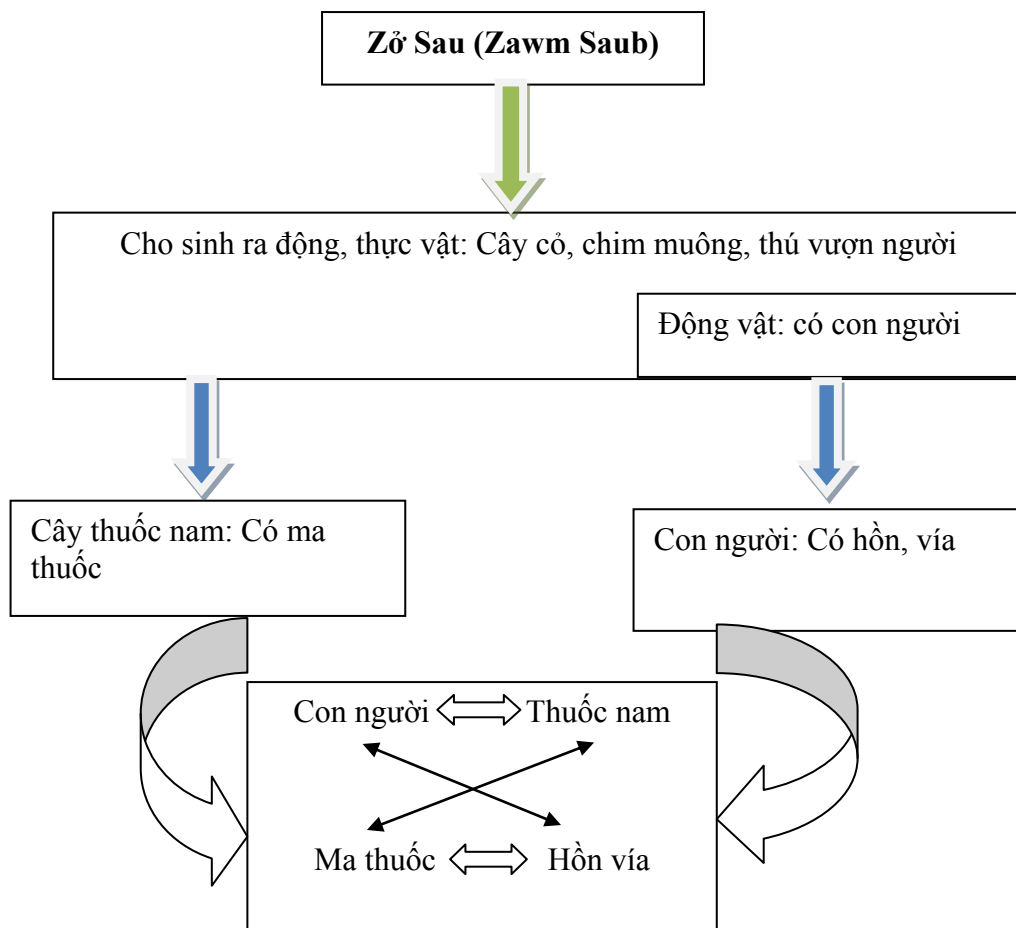 Zở Sau (Zawm Saub)
Cho sinh ra động, thực vật: Cây cỏ, chim muông, thú vượn người
Động vật: có con người
Cây thuốc nam: Có ma
thuốc
Con người: Có hồn, vía
Con người Thuốc nam
Ma thuốc Hồn vía